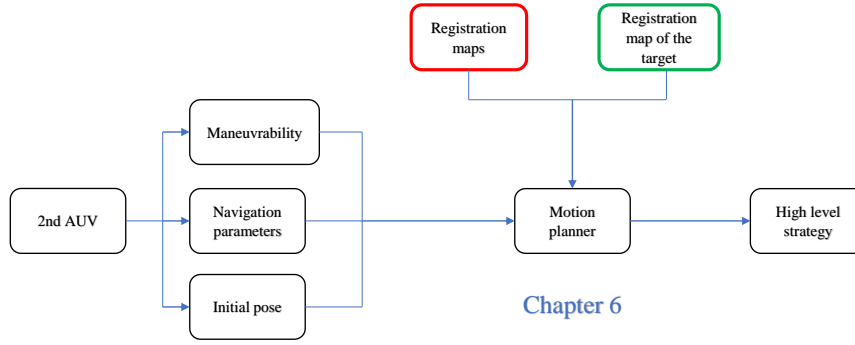 Registration
maps
Registration
map of the
target
Maneuvrability
2nd AUV
Navigation
parameters
Motion
planner
High level
strategy
Initial pose
Chapter 6